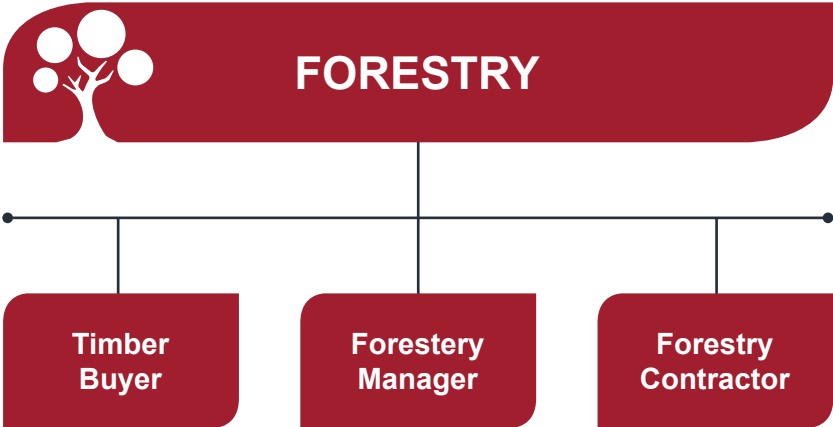 FORESTRY
Timber
Buyer
Forestery
Manager
Forestry
Contractor